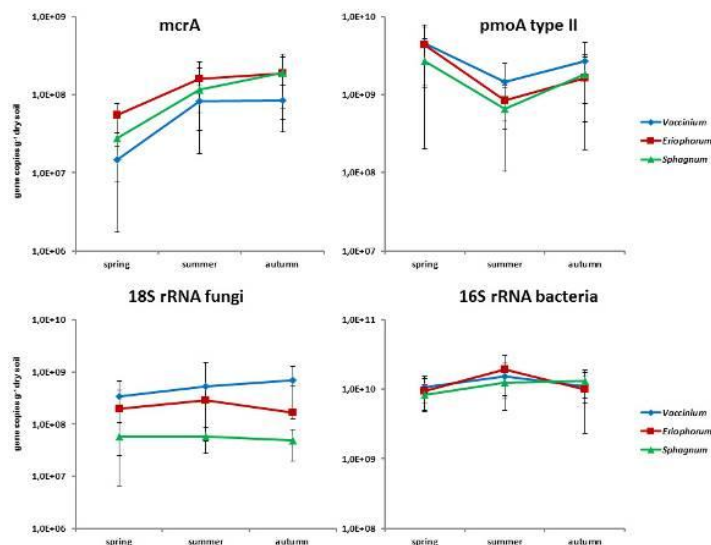 mcrA
1,0E+09
1,0E+08
1,0E+07
1,0E+06
gene copies g⁻¹ dry soil
spring summer autumn
pmoA type II
1,0E+10
1,0E+09
1,0E+08
1,0E+07
spring summer autumn
Vaccinium
Eriophorum
Sphagnum
18S rRNA fungi
1,0E+10
1,0E+09
1,0E+08
1,0E+07
1,0E+06
gene copies g⁻¹ dry soil
spring summer autumn
16S rRNA bacteria
1,0E+11
1,0E+10
1,0E+09
1,0E+08
spring summer autumn
Vaccinium
Eriophorum
Sphagnum